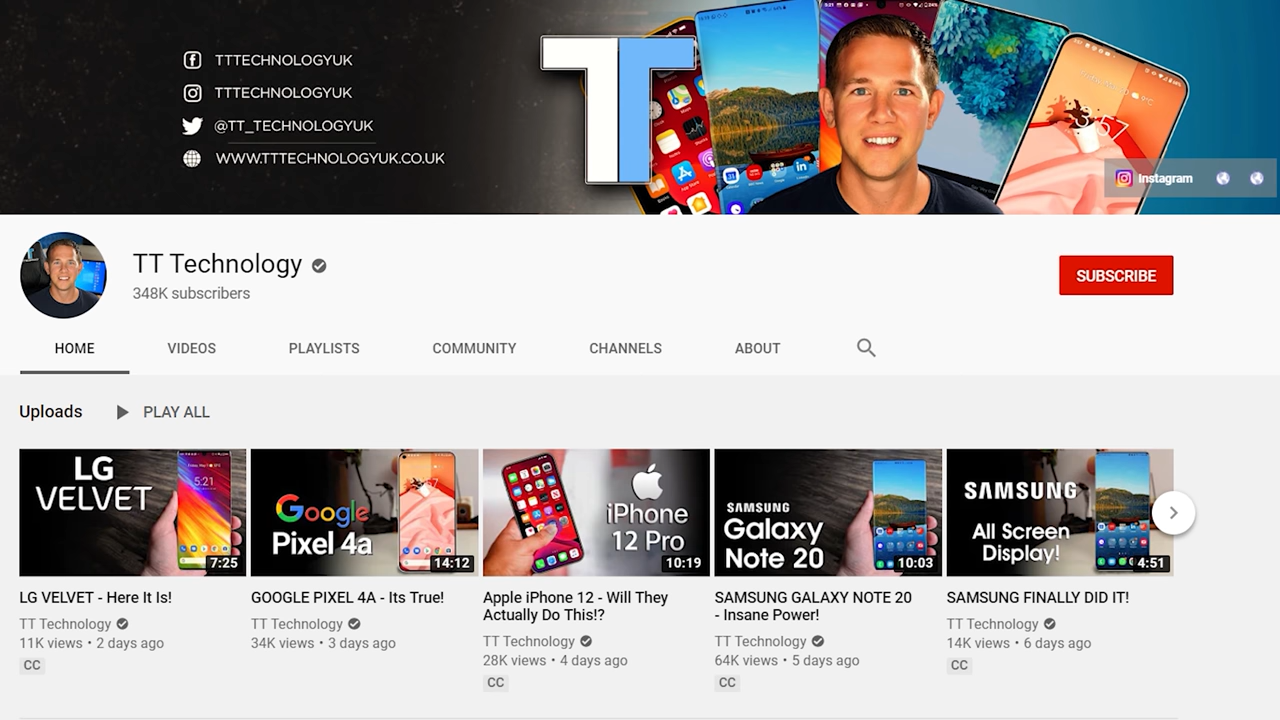 TTTECHNOLOGYUK
TTTECHNOLOGYUK
@TT_TECHNOLOGYUK
WWW.TTTECHNOLOGYUK.CO.UK
TT
3:57
Instagram
TT Technology
348K subscribers
SUBSCRIBE
HOME VIDEOS PLAYLISTS COMMUNITY CHANNELS ABOUT
Uploads PLAY ALL
LG
VELVET
5:21
7:25
Google
Pixel 4a
14:12
iPhone
12 Pro
10:19
SAMSUNG
Galaxy
Note 20
10:03
SAMSUNG
All Screen
Display!
4:51
LG VELVET - Here It Is!
TT Technology
11K views • 2 days ago
CC
GOOGLE PIXEL 4A - Its True!
TT Technology
34K views • 3 days ago
Apple iPhone 12 - Will They
Actually Do This!?
TT Technology
28K views • 4 days ago
CC
SAMSUNG GALAXY NOTE 20
- Insane Power!
TT Technology
64K views • 5 days ago
CC
SAMSUNG FINALLY DID IT!
TT Technology
14K views • 6 days ago
CC